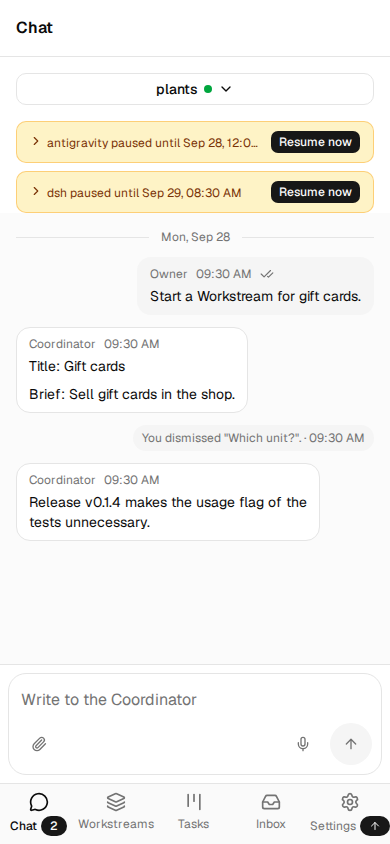 Chat
plants
antigravity paused until Sep 28, 12:0…
Resume now
dsh paused until Sep 29, 08:30 AM
Resume now
Mon, Sep 28
Owner 09:30 AM
Start a Workstream for gift cards.
Coordinator 09:30 AM
Title: Gift cards
Brief: Sell gift cards in the shop.
You dismissed "Which unit?". · 09:30 AM
Coordinator 09:30 AM
Release v0.1.4 makes the usage flag of the
tests unnecessary.
Write to the Coordinator
Chat 2
Workstreams
Tasks
Inbox
Settings